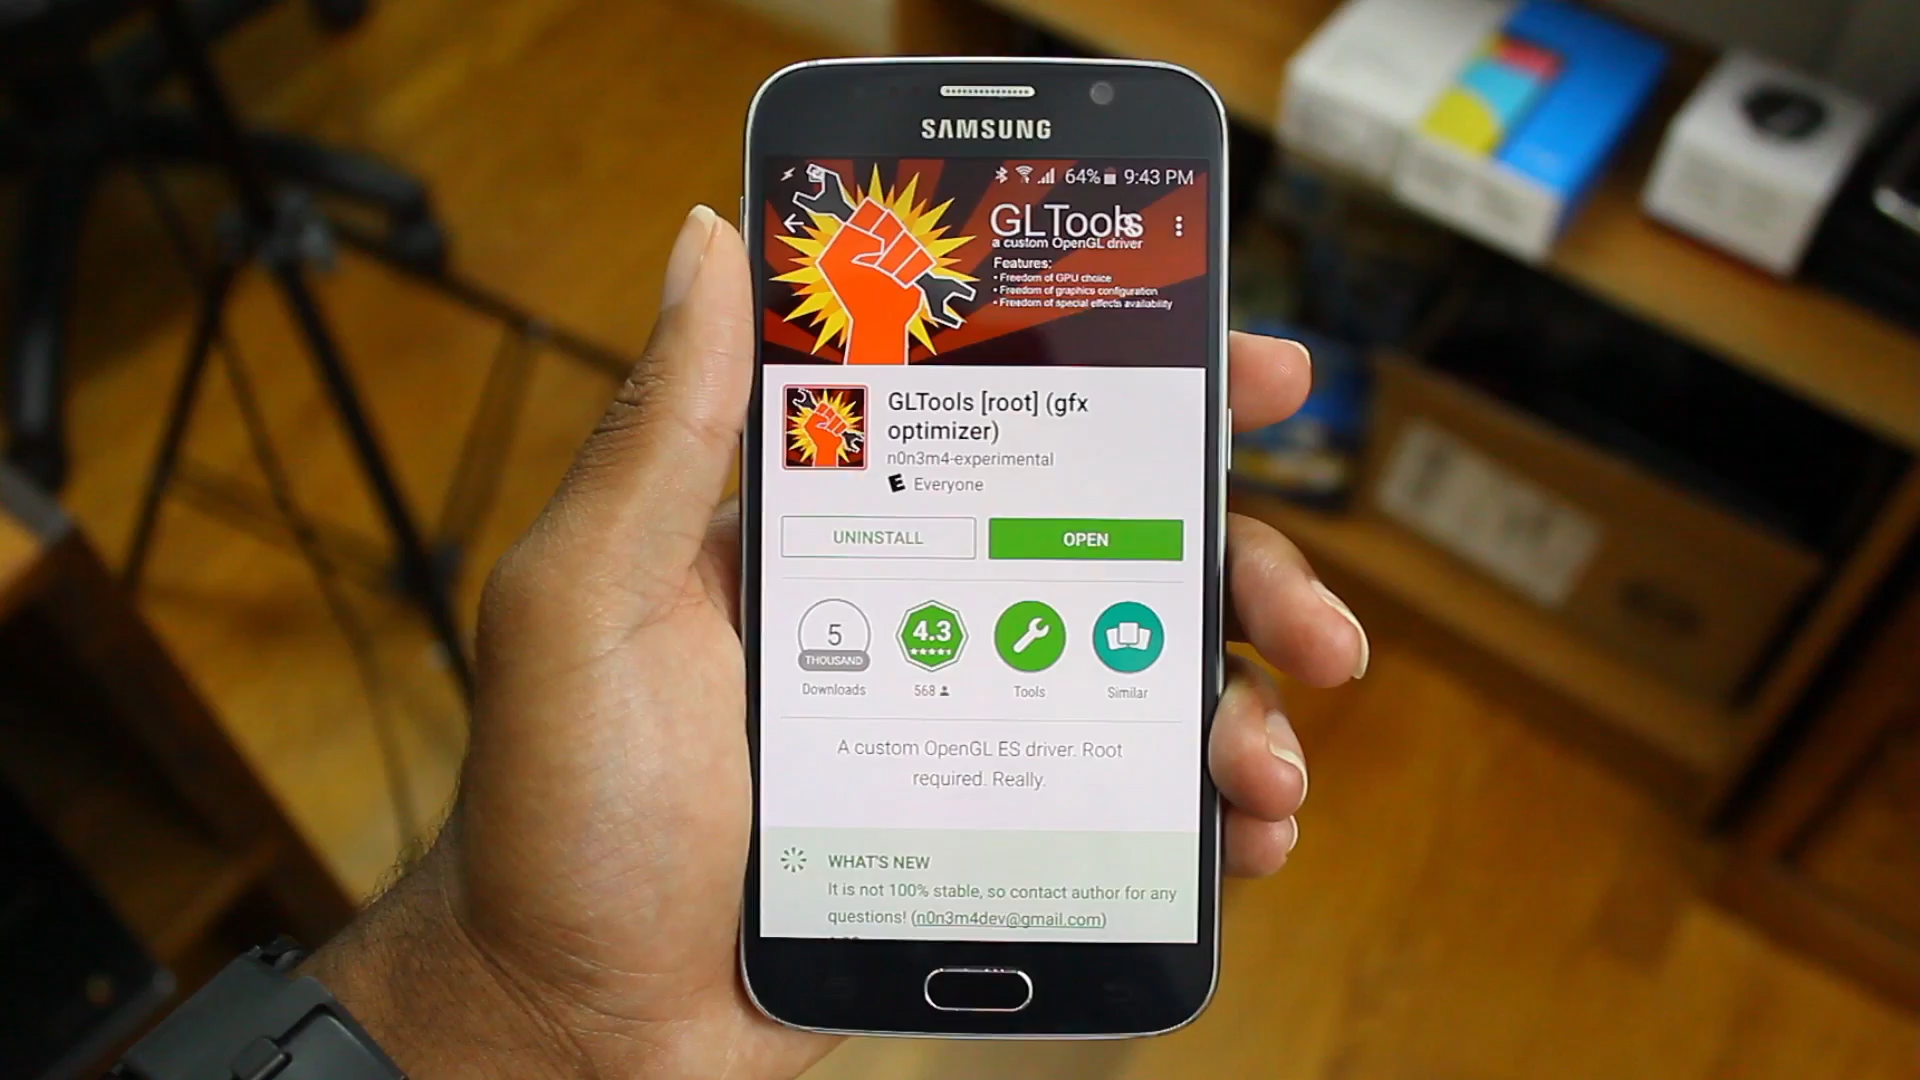 SAMSUNG
64% 9:43 PM
GLTools
a custom OpenGL driver
Features:
• Freedom of GPU choice
• Freedom of graphics configuration
• Freedom of special effects availability
GLTools [root] (gfx
optimizer)
n0n3m4-experimental
E Everyone
UNINSTALL OPEN
5
THOUSAND
4.3
Downloads 568 Tools Similar
A custom OpenGL ES driver. Root
required. Really.
WHAT'S NEW
It is not 100% stable, so contact author for any
questions! (n0n3m4dev@gmail.com)